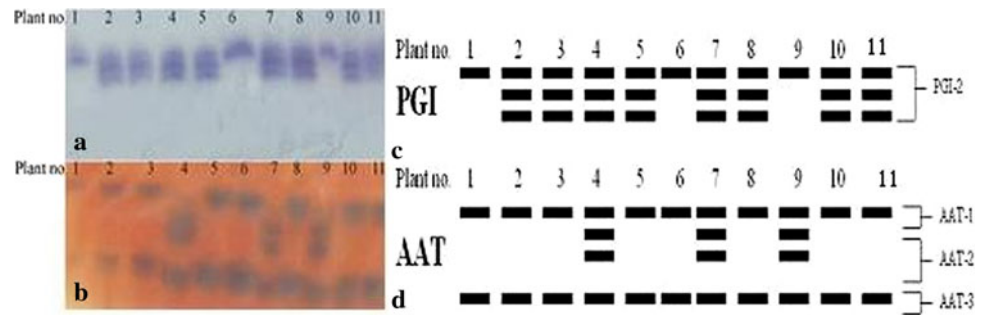 Plant no. 1 2 3 4 5 6 7 8 9 10 11
a
Plant no 1 2 3 4 5 6 7 8 9 10 11
b
Plant no. 1 2 3 4 5 6 7 8 9 10 11
PGI
PGI-2
c
Plant no. 1 2 3 4 5 6 7 8 9 10 11
AAT
AAT-1
AAT-2
AAT-3
d